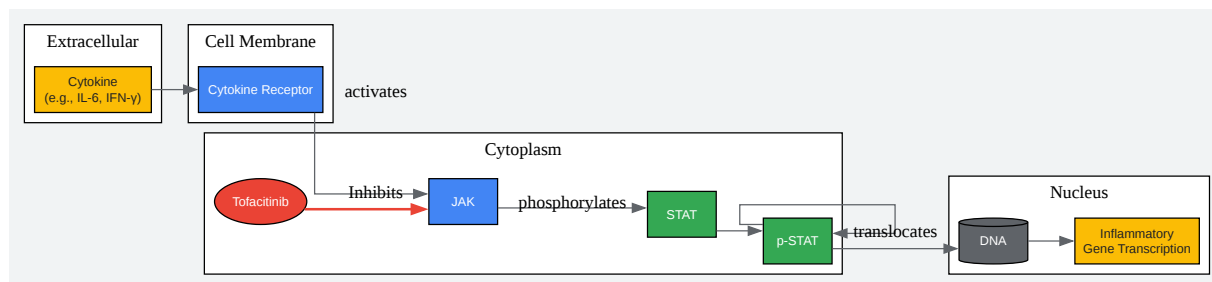 Extracellular
Cytokine
(e.g., IL-6, IFN-γ)
Cell Membrane
Cytokine Receptor
activates
Cytoplasm
Tofacitinib
Inhibits
JAK
phosphorylates
STAT
p-STAT
translocates
Nucleus
DNA
Inflammatory
Gene Transcription